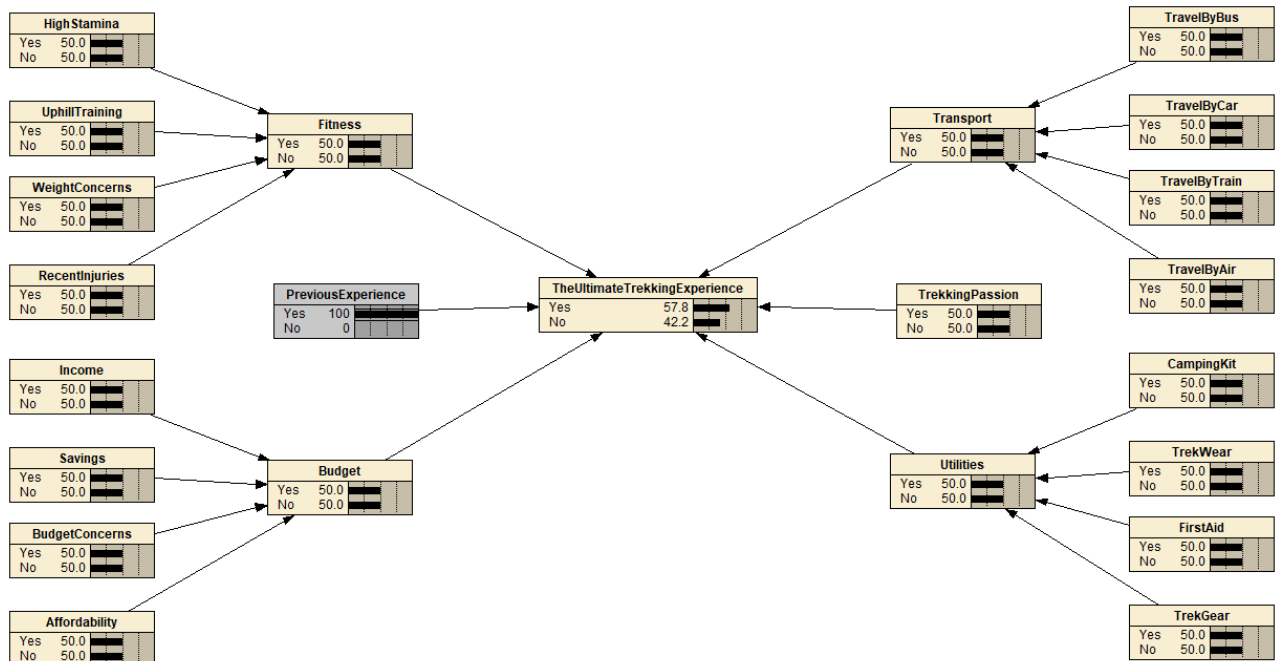 HighStamina
Yes 50.0
No 50.0
UphillTraining
Yes 50.0
No 50.0
WeightConcerns
Yes 50.0
No 50.0
RecentInjuries
Yes 50.0
No 50.0
Fitness
Yes 50.0
No 50.0
TravelByBus
Yes 50.0
No 50.0
TravelByCar
Yes 50.0
No 50.0
TravelByTrain
Yes 50.0
No 50.0
TravelByAir
Yes 50.0
No 50.0
Transport
Yes 50.0
No 50.0
PreviousExperience
Yes 100
No 0
TheUltimateTrekkingExperience
Yes 57.8
No 42.2
TrekkingPassion
Yes 50.0
No 50.0
Income
Yes 50.0
No 50.0
Savings
Yes 50.0
No 50.0
BudgetConcerns
Yes 50.0
No 50.0
Affordability
Yes 50.0
No 50.0
Budget
Yes 50.0
No 50.0
Utilities
Yes 50.0
No 50.0
CampingKit
Yes 50.0
No 50.0
TrekWear
Yes 50.0
No 50.0
FirstAid
Yes 50.0
No 50.0
TrekGear
Yes 50.0
No 50.0